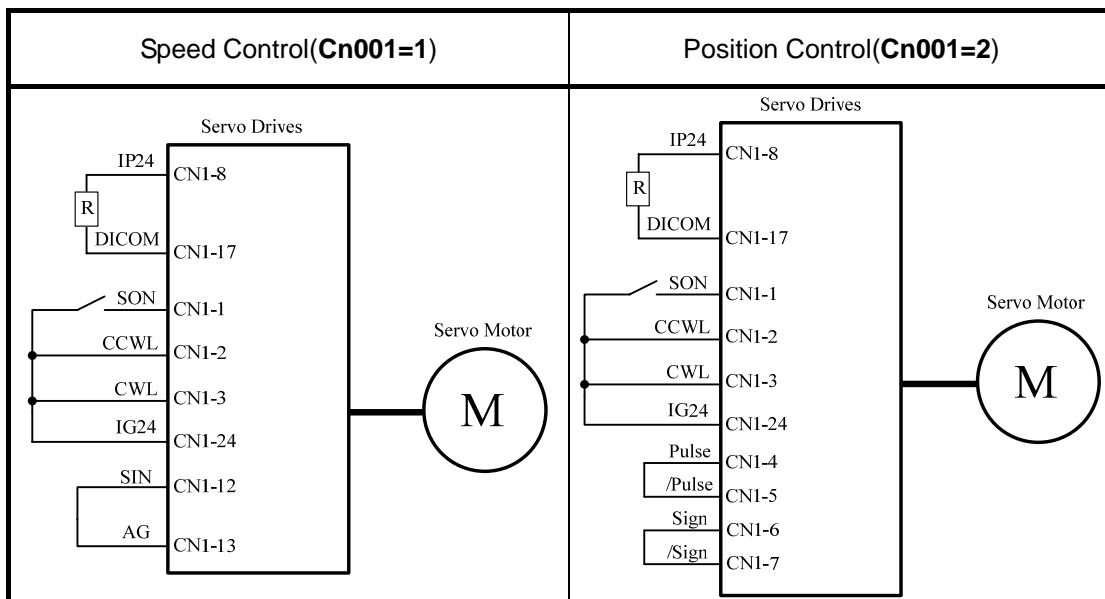 Speed Control(Cn001=1)
Servo Drives
IP24
CN1-8
R
DICOM
CN1-17
SON
CN1-1
CCWL
CN1-2
CWL
CN1-3
IG24
CN1-24
SIN
CN1-12
AG
CN1-13
Servo Motor
M
Position Control(Cn001=2)
Servo Drives
IP24
CN1-8
R
DICOM
CN1-17
SON
CN1-1
CCWL
CN1-2
CWL
CN1-3
IG24
CN1-24
Pulse
CN1-4
/Pulse
CN1-5
Sign
CN1-6
/Sign
CN1-7
Servo Motor
M